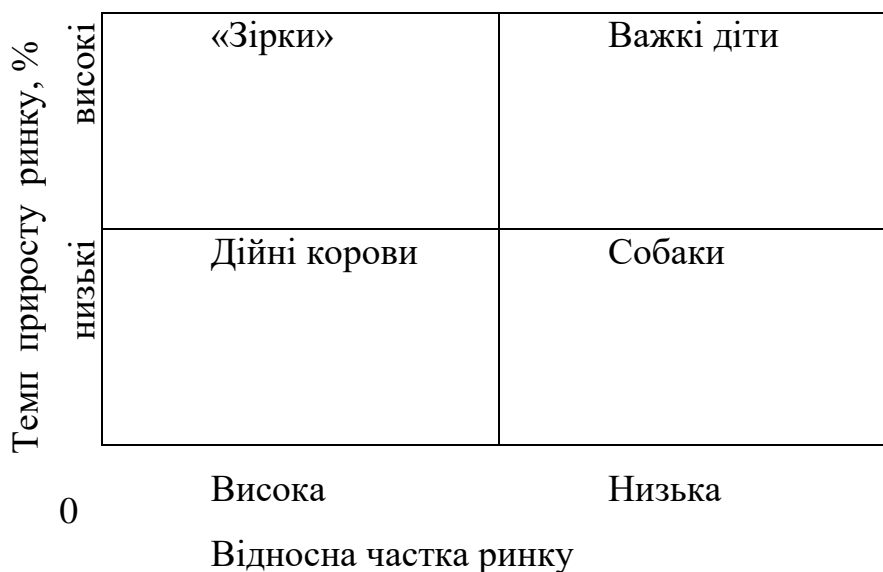 Темп приросту ринку, %
високі
низькі
«Зірки»
Важкі діти
Дійні корови
Собаки
0
Висока
Низька
Відносна частка ринку